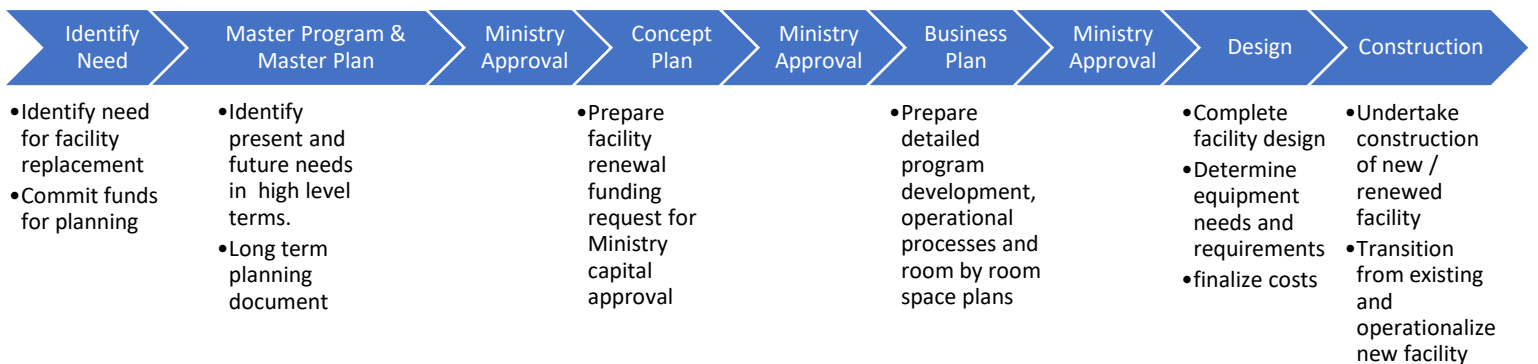 Identify
Need
Master Program &
Master Plan
Ministry
Approval
Concept
Plan
Ministry
Approval
Business
Plan
Ministry
Approval
Design
Construction
•Identify need
for facility
replacement
•Commit funds
for planning
•Identify
present and
future needs
in high level
terms.
•Long term
planning
document
•Prepare
facility
renewal
funding
request for
Ministry
capital
approval
•Prepare
detailed
program
development,
operational
processes and
room by room
space plans
•Complete
facility design
•Determine
equipment
needs and
requirements
•finalize costs
•Undertake
construction
of new /
renewed
facility
•Transition
from existing
and
operationalize
new facility